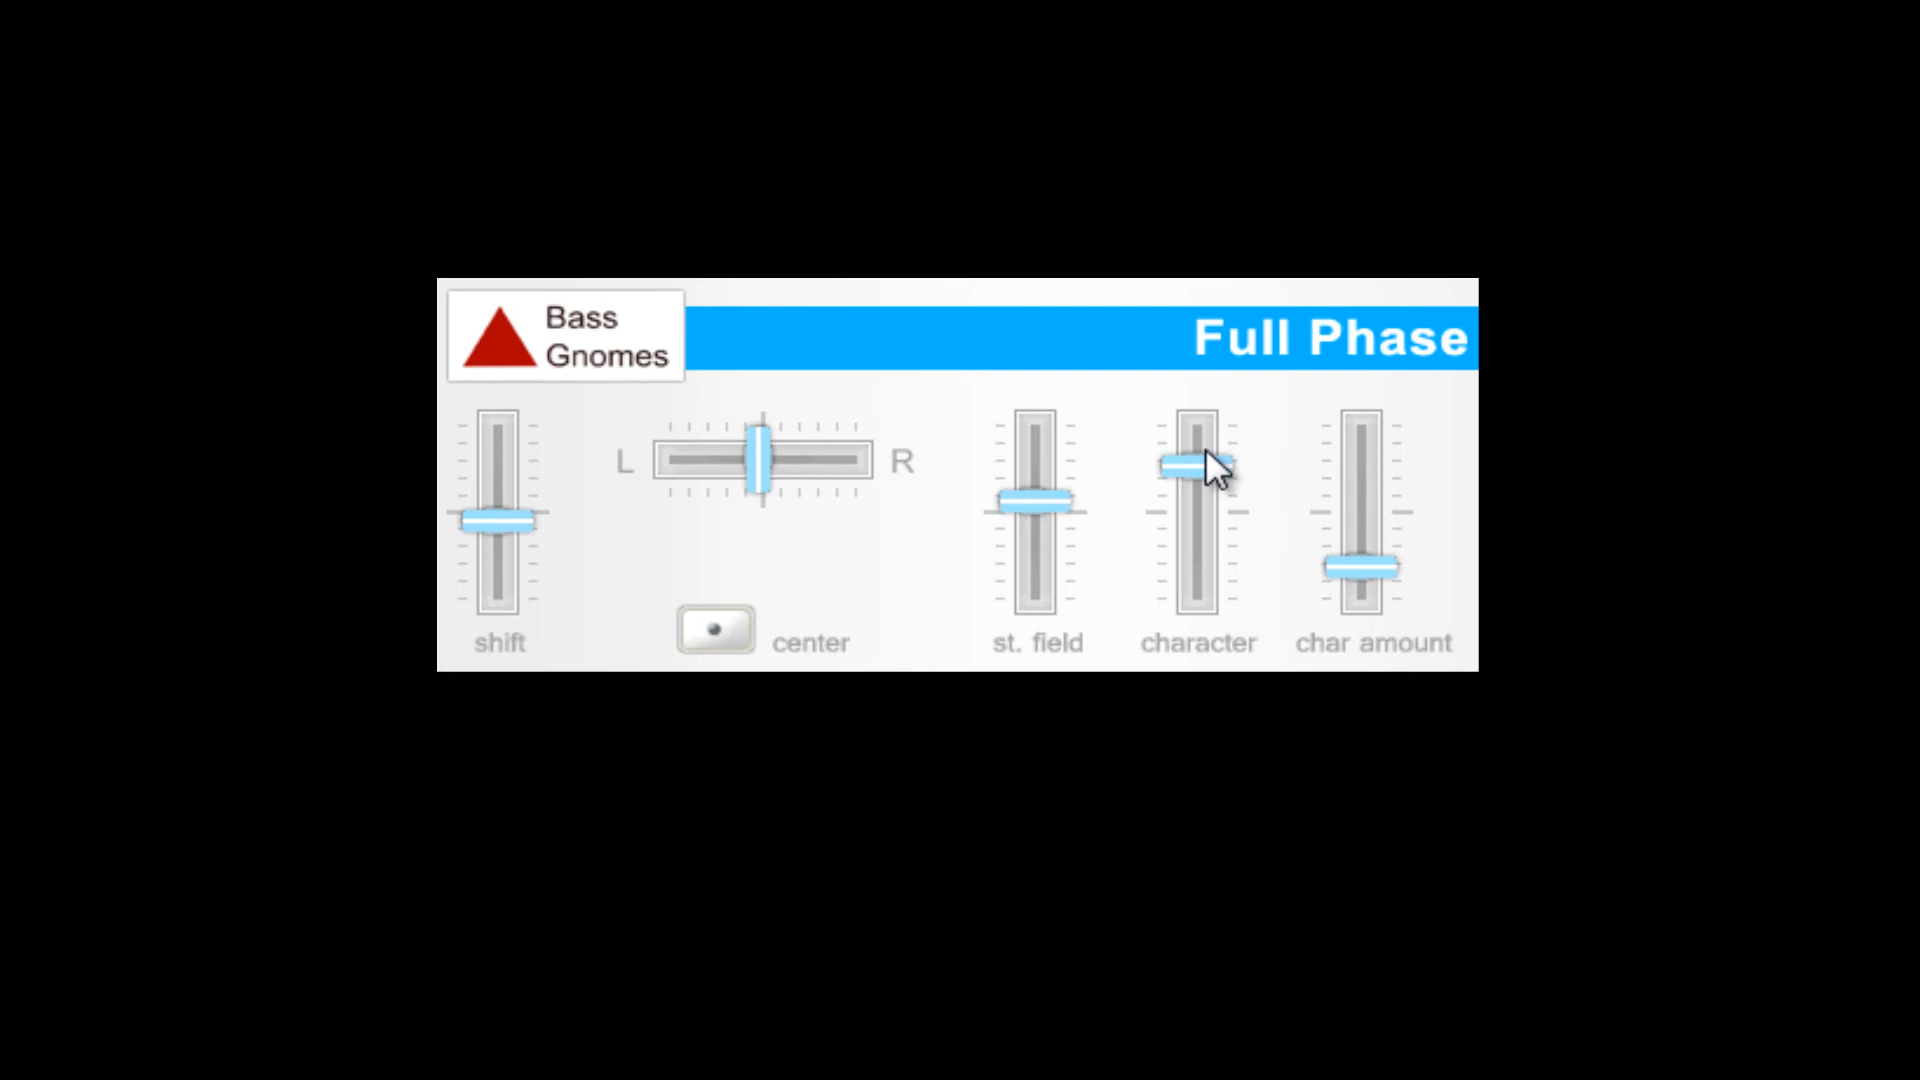 Bass
Gnomes
Full Phase
L
R
shift
center
st. field
character
char amount